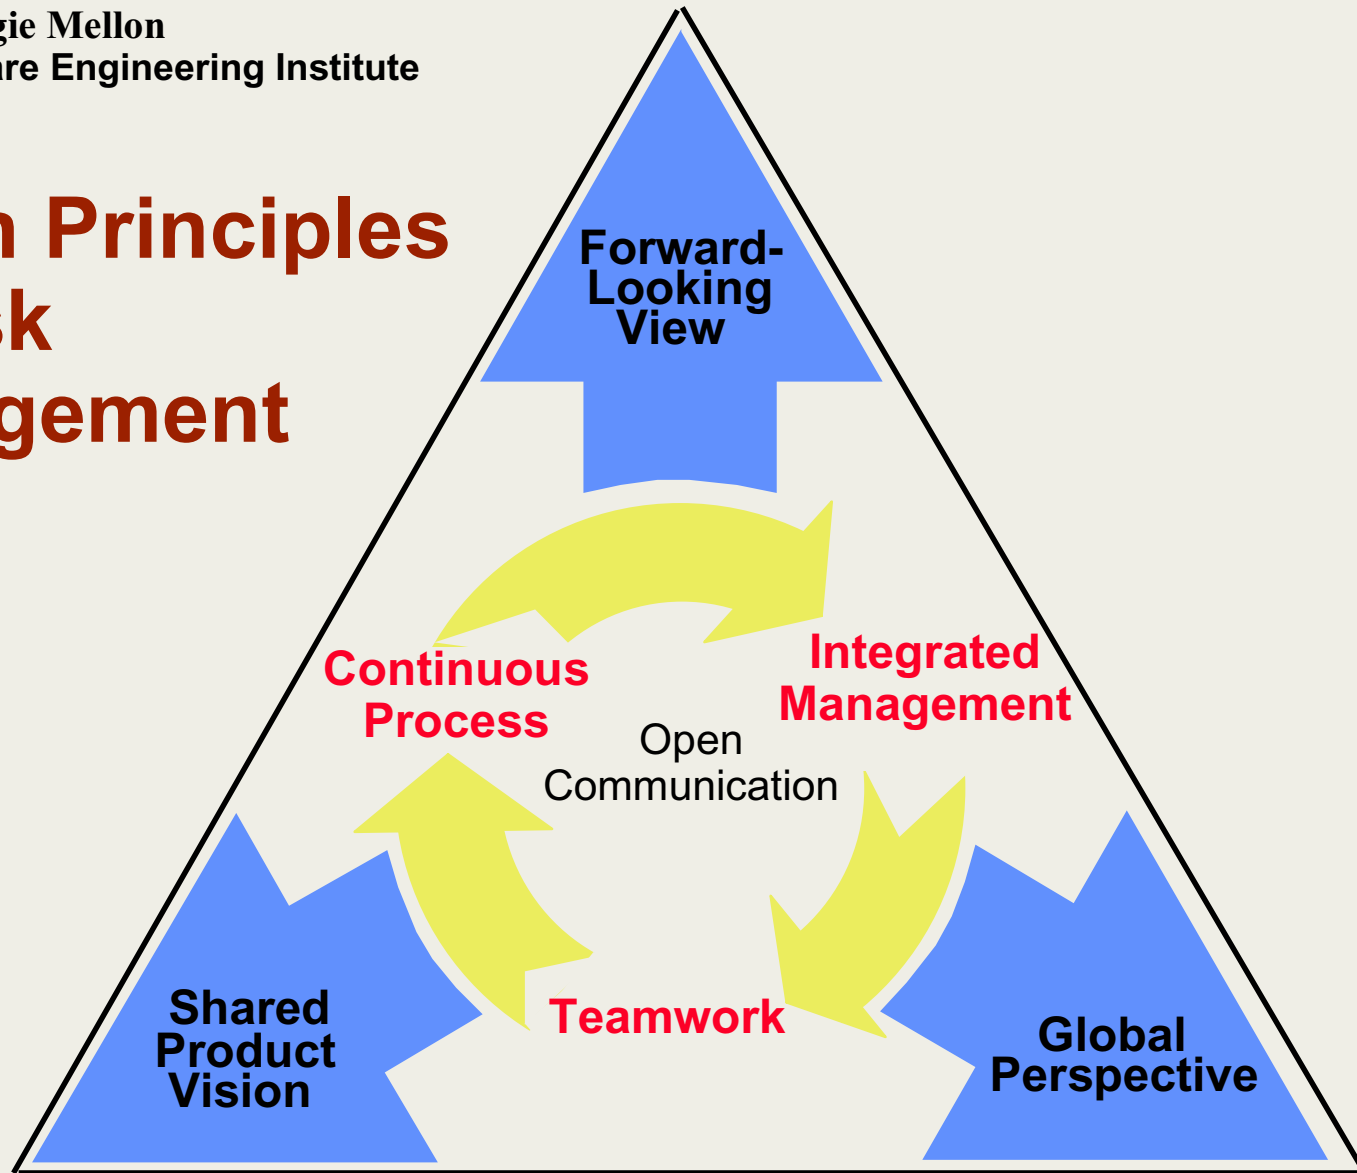 gie Mellon
are Engineering Institute
n Principles
sk
gement
Forward-
Looking
View
Continuous
Process
Integrated
Management
Open
Communication
Teamwork
Shared
Product
Vision
Global
Perspective